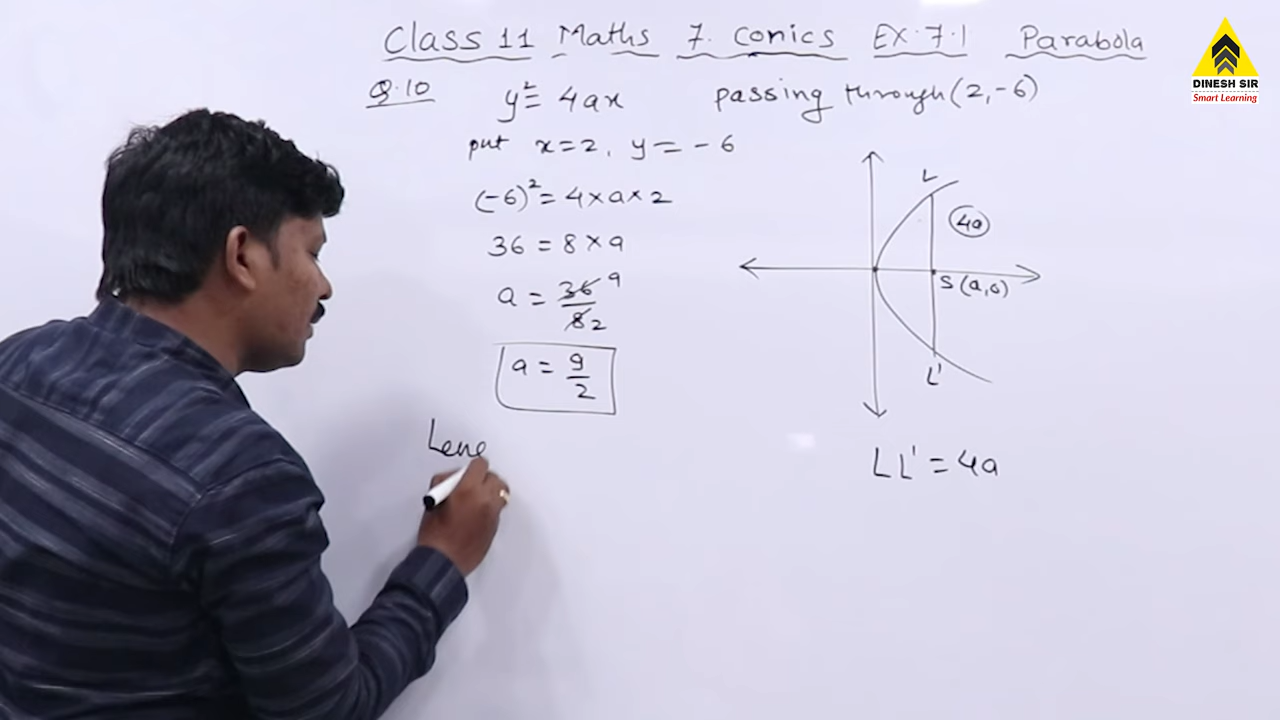 Class 11 Maths 7. Conics Ex. 7.1 Parabola
DINESH SIR
Smart Learning
Q.10 y² = 4ax passing through (2,-6)
put x=2, y = -6
(-6)² = 4×a×2
36 = 8 × a
a = 36/8 9/2
a = 9/2
Lene
L
4a
S(a,0)
L'
LL' = 4a